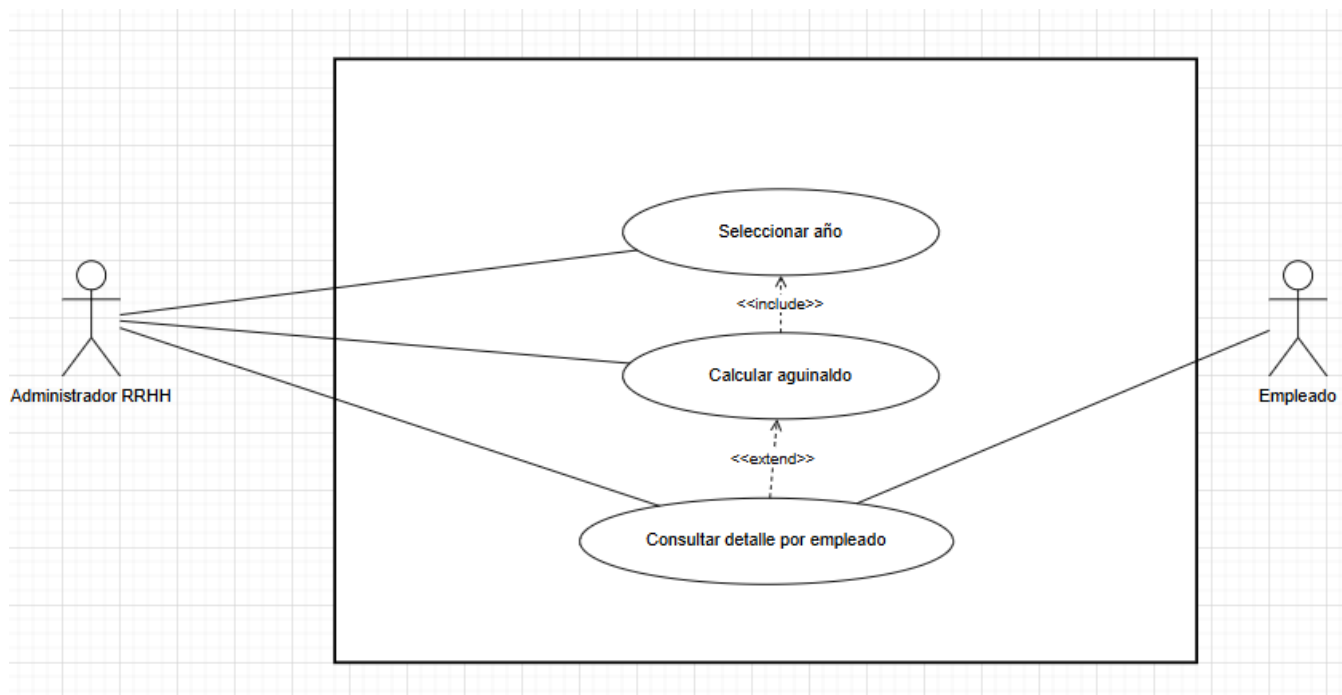 Seleccionar año
<<include>>
Calcular aguinaldo
Administrador RRHH
Empleado
<<extend>>
Consultar detalle por empleado